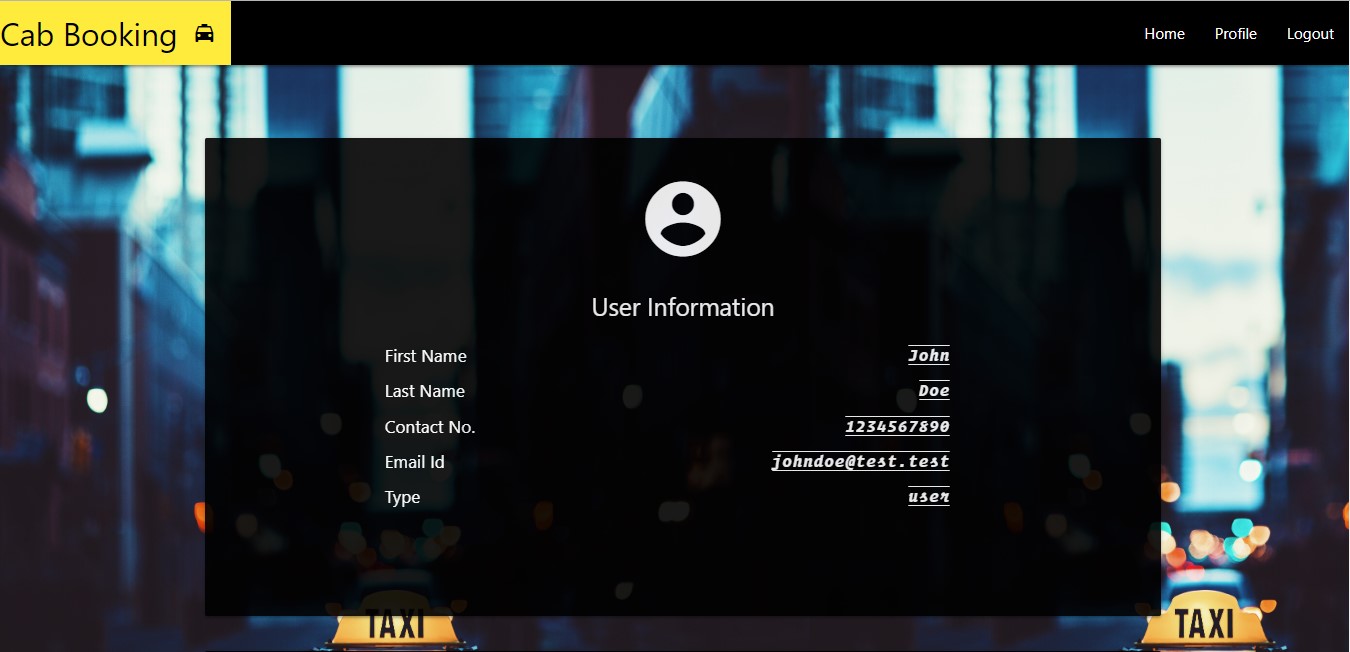 Cab Booking
Home Profile Logout
User Information
First Name John
Last Name Doe
Contact No. 1234567890
Email Id johndoe@test.test
Type user
TAXI TAXI